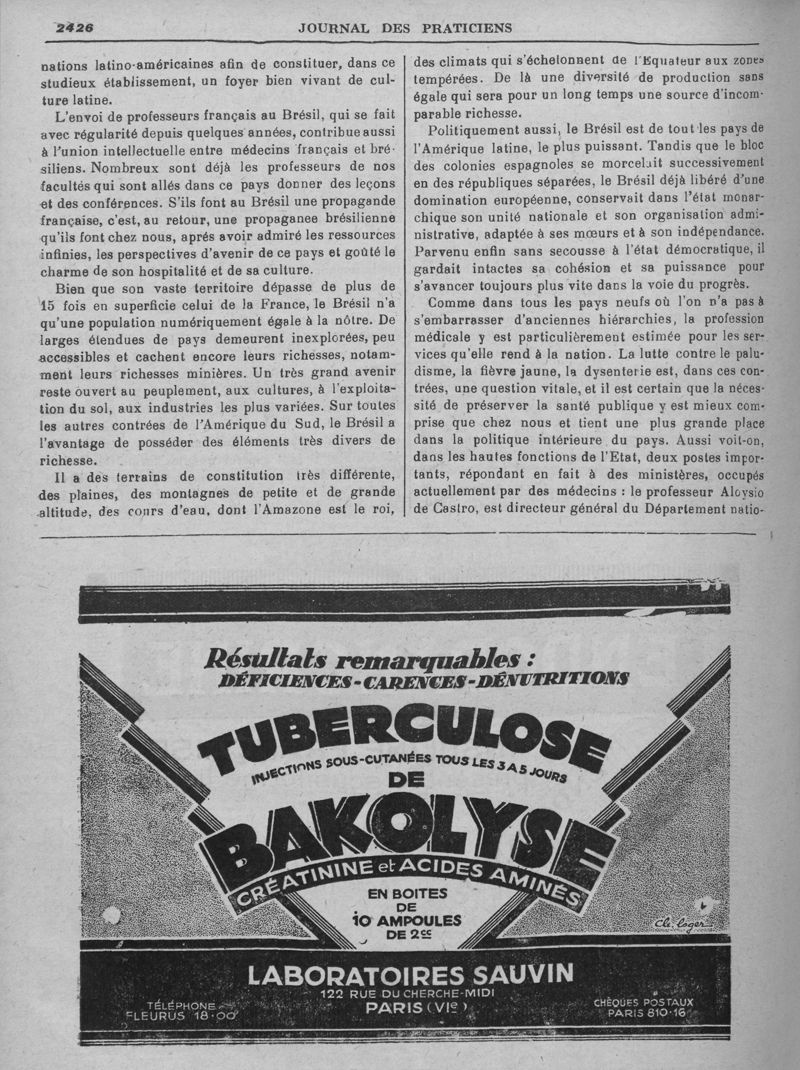 2426
JOURNAL DES PRATICIENS
nations latino-américaines afin de constituer, dans ce
studieux établissement, un foyer bien vivant de cul-
ture latine.
L'envoi de professeurs français au Brésil, qui se fait
avec régularité depuis quelques années, contribue aussi
à l'union intellectuelle entre médecins français et bré-
siliens. Nombreux sont déjà les professeurs de nos
facultés qui sont allés dans ce pays donner des leçons
et des conférences. S'ils font au Brésil une propagande
française, c'est, au retour, une propaganee brésilienne
qu'ils font chez nous, aprés avoir admiré les ressources
infinies, les perspectives d'avenir de ce pays et goûté le
charme de son hospitalité et de sa culture.
Bien que son vaste territoire dépasse de plus de
15 fois en superficie celui de la France, le Brésil n'a
qu'une population numériquement égale à la nôtre. De
larges étendues de pays demeurent inexplorées, peu
accessibles et cachent encore leurs richesses, notam-
ment leurs richesses minières. Un très grand avenir
reste ouvert au peuplement, aux cultures, à l'exploita-
tion du sol, aux industries les plus variées. Sur toutes
les autres contrées de l'Amérique du Sud, le Brésil a
l'avantage de posséder des éléments très divers de
richesse.
Il a des terrains de constitution très différente,
des plaines, des montagnes de petite et de grande
altitude, des cours d'eau, dont l'Amazone est le roi,
des climats qui s'échelonnent de l'Equateur aux zones
tempérées. De là une diversité de production sans
égale qui sera pour un long temps une source d'incom-
parable richesse.
Politiquement aussi, le Brésil est de tout les pays de
l'Amérique latine, le plus puissant. Tandis que le bloc
des colonies espagnoles se morcelait successivement
en des républiques séparées, le Brésil déjà libéré d'une
domination européenne, conservait dans l'état monar-
chique son unité nationale et son organisation admi-
nistrative, adaptée à ses mœurs et à son indépendance.
Parvenu enfin sans secousse à l'état démocratique, il
gardait intactes sa cohésion et sa puissance pour
s'avancer toujours plus vite dans la voie du progrès.
Comme dans tous les pays neufs où l'on n'a pas à
s'embarrasser d'anciennes hiérarchies, la profession
médicale y est particulièrement estimée pour les ser-
vices qu'elle rend à la nation. La lutte contre le palu-
disme, la fièvre jaune, la dysenterie est, dans ces con-
trées, une question vitale, et il est certain que la néces-
sité de préserver la santé publique y est mieux com-
prise que chez nous et tient une plus grande place
dans la politique intérieure du pays. Aussi voit-on,
dans les hautes fonctions de l'Etat, deux postes impor-
tants, répondant en fait à des ministères, occupés
actuellement par des médecins : le professeur Aloysio
de Castro, est directeur général du Département natio-
Résultats remarquables :
DÉFICIENCES-CARENCES-DÉNUTRITIONS
TUBERCULOSE
INJECTIONS SOUS-CUTANÉES TOUS LES 3 A 5 JOURS
DE
BAKOLYSE
CRÉATININE et ACIDES AMINÉS
EN BOITES
DE
10 AMPOULES
DE 2cc
Ch. Loger
LABORATOIRES SAUVIN
122 RUE DU CHERCHE-MIDI
PARIS (VIe)
TÉLÉPHONE
FLEURUS 18-00
CHÈQUES POSTAUX
PARIS 810-16